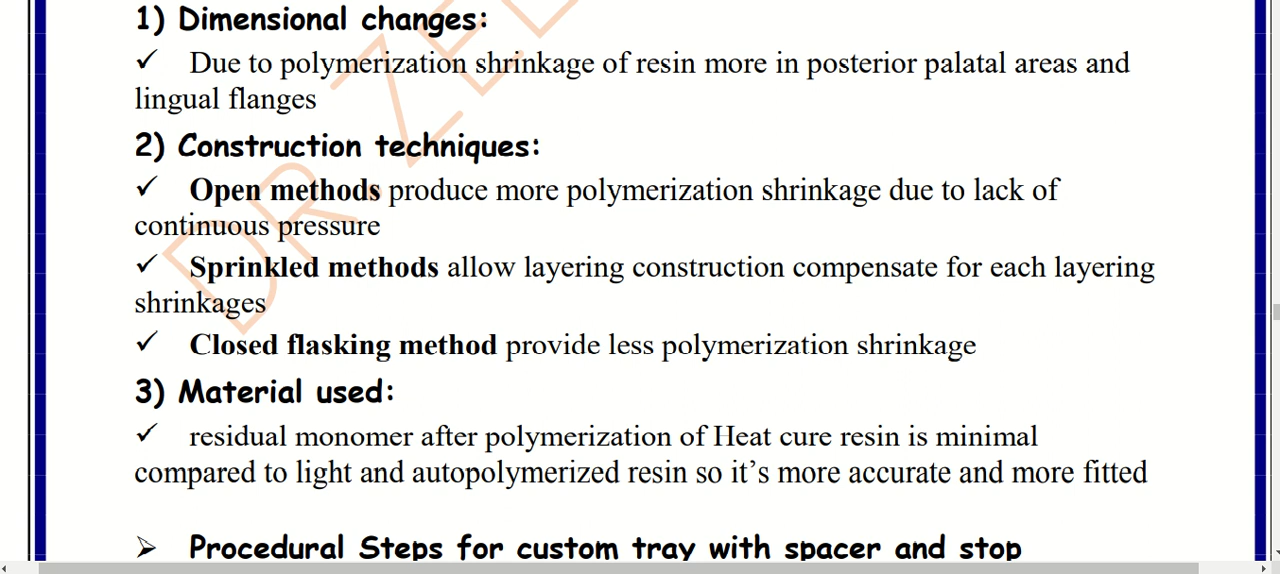 1) Dimensional changes:
✓ Due to polymerization shrinkage of resin more in posterior palatal areas and
lingual flanges
2) Construction techniques:
✓ Open methods produce more polymerization shrinkage due to lack of
continuous pressure
✓ Sprinkled methods allow layering construction compensate for each layering
shrinkages
✓ Closed flasking method provide less polymerization shrinkage
3) Material used:
✓ residual monomer after polymerization of Heat cure resin is minimal
compared to light and autopolymerized resin so it’s more accurate and more fitted
➢ Procedural Steps for custom tray with spacer and stop
DR. ZE